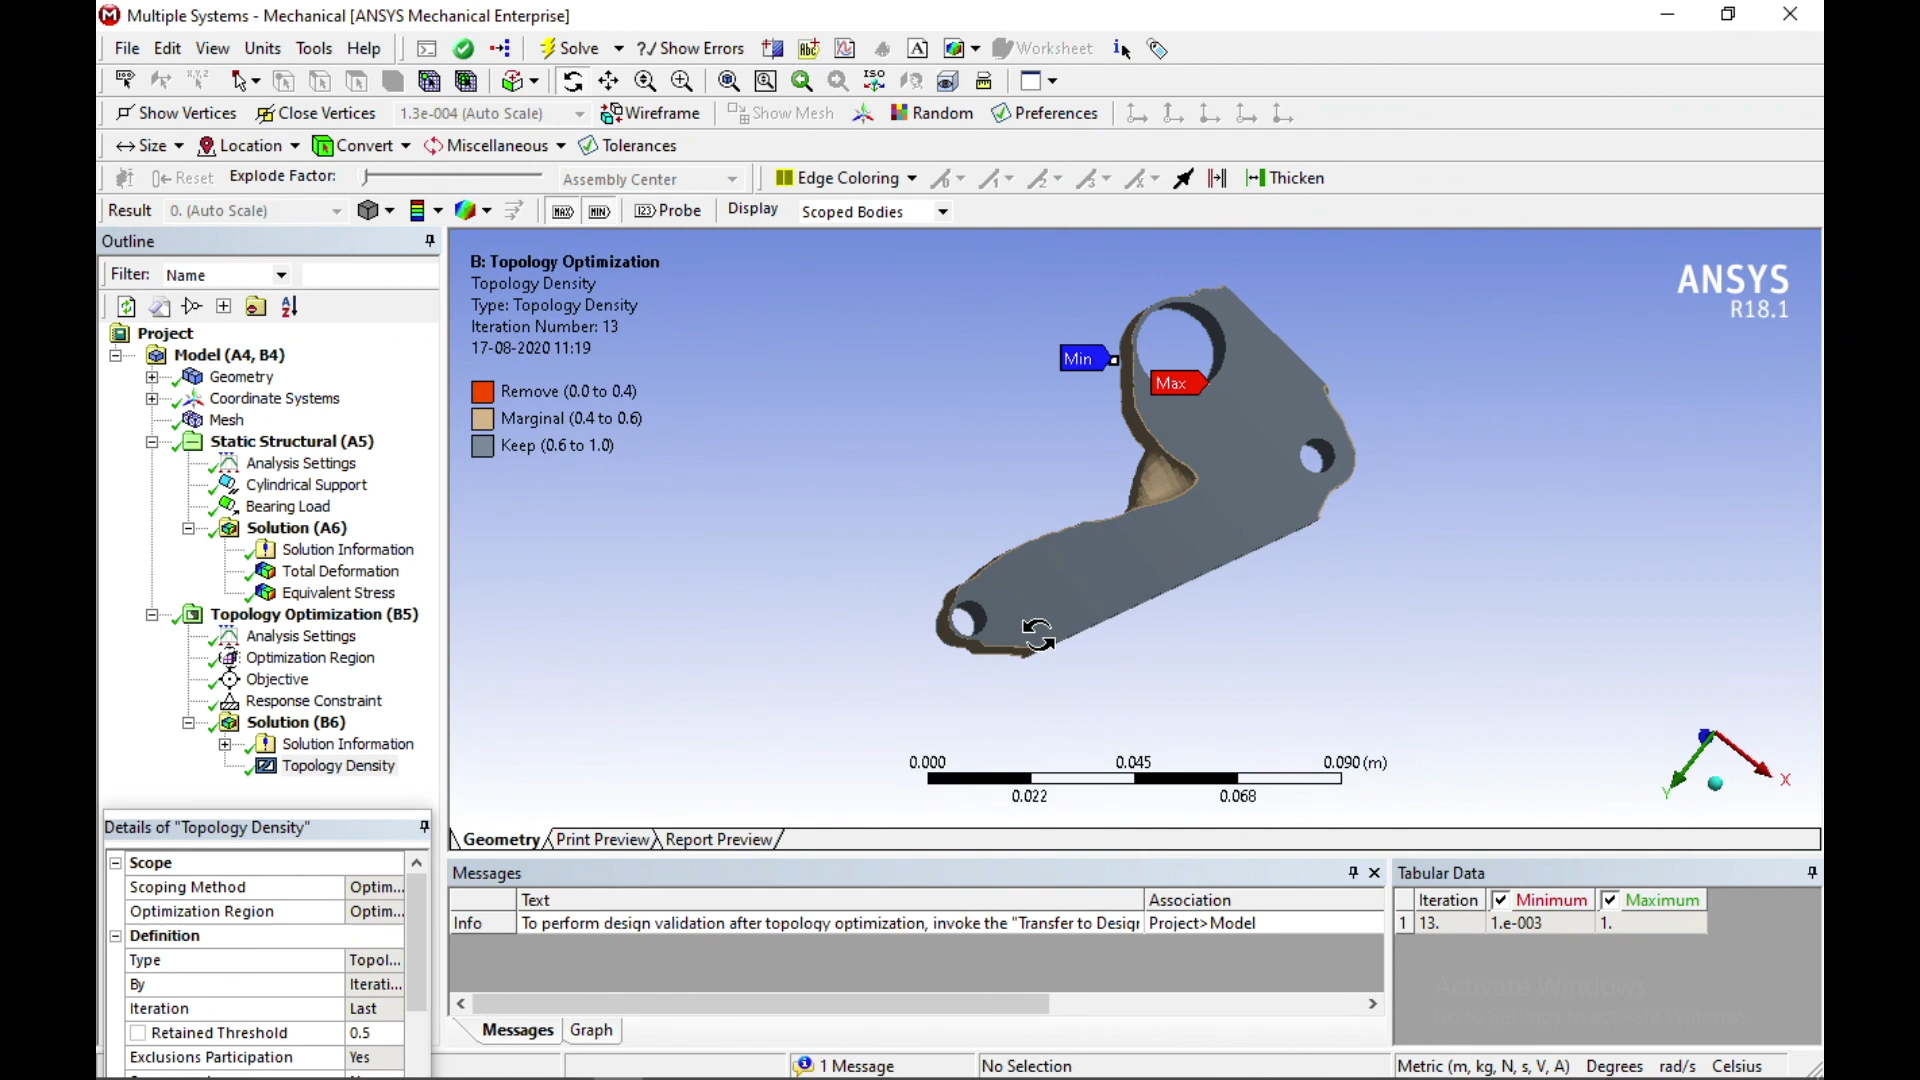 Multiple Systems - Mechanical [ANSYS Mechanical Enterprise]
File Edit View Units Tools Help Solve ?√ Show Errors Worksheet
Show Vertices Close Vertices 1.3e-004 (Auto Scale) Wireframe Show Mesh Random Preferences
Size Location Convert Miscellaneous Tolerances
Reset Explode Factor: Assembly Center Edge Coloring Thicken
Result 0. (Auto Scale) MAX MIN Probe Display Scoped Bodies
Outline
Filter: Name
Project
Model (A4, B4)
Geometry
Coordinate Systems
Mesh
Static Structural (A5)
Analysis Settings
Cylindrical Support
Bearing Load
Solution (A6)
Solution Information
Total Deformation
Equivalent Stress
Topology Optimization (B5)
Analysis Settings
Optimization Region
Objective
Response Constraint
Solution (B6)
Solution Information
Topology Density
Details of "Topology Density"
Scope
Scoping Method Optim...
Optimization Region Optim...
Definition
Type Topol...
By Iterati...
Iteration Last
Retained Threshold 0.5
Exclusions Participation Yes
B: Topology Optimization
Topology Density
Type: Topology Density
Iteration Number: 13
17-08-2020 11:19
Remove (0.0 to 0.4)
Marginal (0.4 to 0.6)
Keep (0.6 to 1.0)
ANSYS
R18.1
Min
Max
0.000 0.045 0.090 (m)
0.022 0.068
X
Y
Geometry Print Preview Report Preview
Messages
Text Association
Info To perform design validation after topology optimization, invoke the "Transfer to Design Project>Model
Messages Graph
Tabular Data
Iteration Minimum Maximum
1 13. 1.e-003 1.
Activate Windows
1 Message No Selection Metric (m, kg, N, s, V, A) Degrees rad/s Celsius